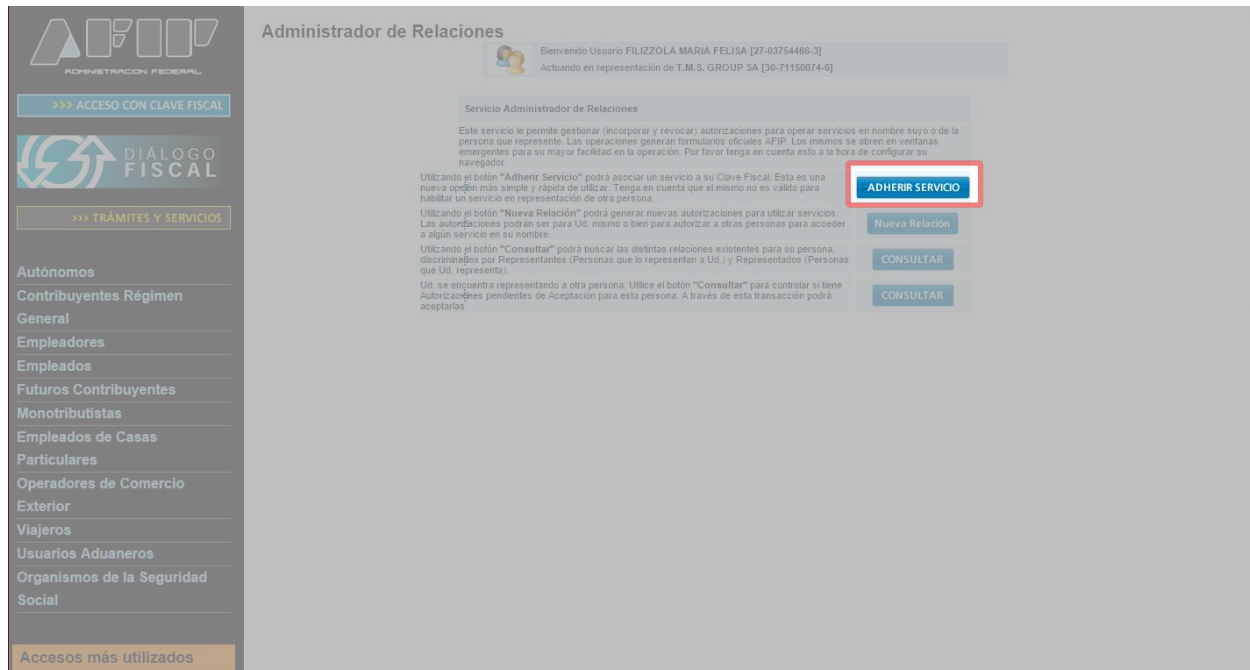 AFIP
ADMINISTRACION FEDERAL
>>> ACCESO CON CLAVE FISCAL
DIÁLOGO
FISCAL
>>> TRÁMITES Y SERVICIOS
Autónomos
Contribuyentes Régimen
General
Empleadores
Empleados
Futuros Contribuyentes
Monotributistas
Empleados de Casas
Particulares
Operadores de Comercio
Exterior
Viajeros
Usuarios Aduaneros
Organismos de la Seguridad
Social
Accesos más utilizados
Administrador de Relaciones
Bienvenido Usuario FILIZZOLA MARIA FELISA [27-03754486-3]
Actuando en representación de T.M.S. GROUP SA [30-71150074-6]
Servicio Administrador de Relaciones
Este servicio le permite gestionar (incorporar y revocar) autorizaciones para operar servicios en nombre suyo o de la
persona que represente. Las operaciones generan formularios oficiales AFIP. Los mismos se abren en ventanas
emergentes para su mayor facilidad en la operación. Por favor tenga en cuenta esto a la hora de configurar su
navegador.
Utilizando el botón "Adherir Servicio" podrá asociar un servicio a su Clave Fiscal. Esta es una
nueva opción más simple y rápida de utilizar. Tenga en cuenta que el mismo no es válido para
habilitar un servicio en representación de otra persona.
ADHERIR SERVICIO
Utilizando el botón "Nueva Relación" podrá generar nuevas autorizaciones para utilizar servicios.
Las autorizaciones podrán ser para Ud. mismo o bien para autorizar a otras personas para acceder
a algún servicio en su nombre.
Nueva Relación
Utilizando el botón "Consultar" podrá buscar las distintas relaciones existentes para su persona,
discriminados por Representantes (Personas que lo representan a Ud.) y Representados (Personas
que Ud. representa).
CONSULTAR
Ud. se encuentra representando a otra persona. Utilice el botón "Consultar" para controlar si tiene
Autorizaciones pendientes de Aceptación para esta persona. A través de esta transacción podrá
aceptarlas.
CONSULTAR